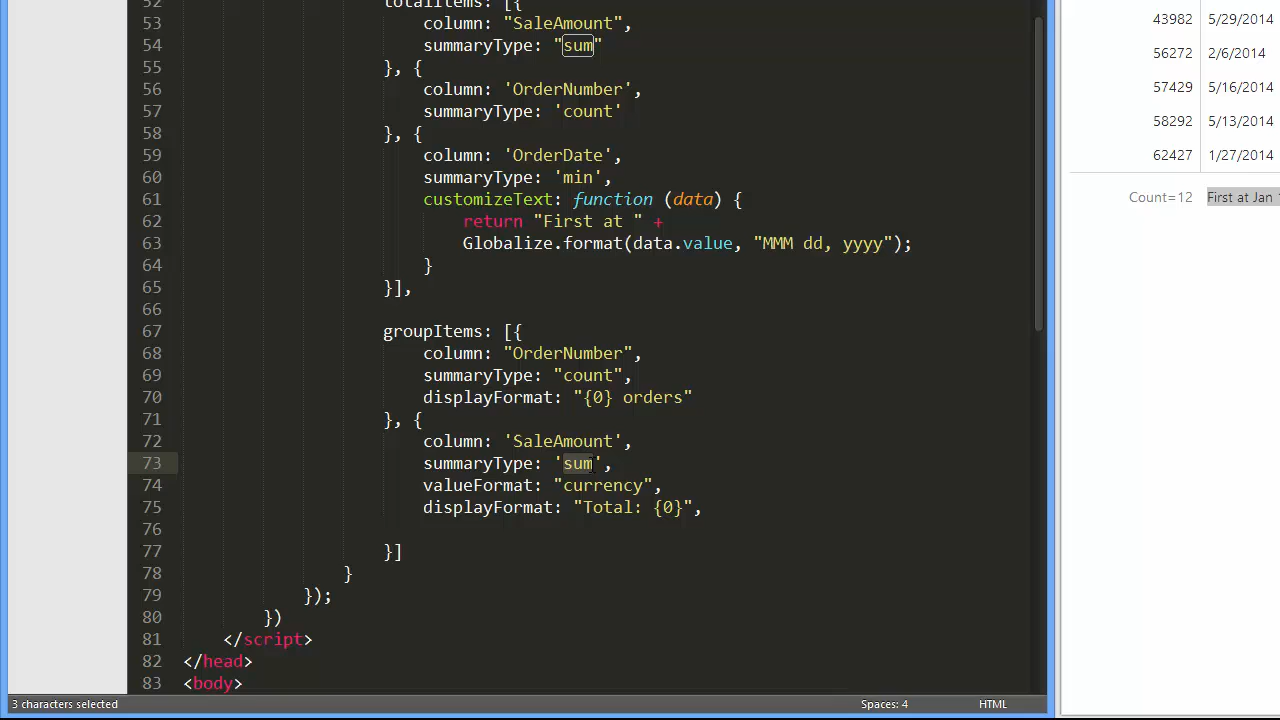 52 totalItems: [{
53 column: "SaleAmount",
54 summaryType: "sum"
55 }, {
56 column: 'OrderNumber',
57 summaryType: 'count'
58 }, {
59 column: 'OrderDate',
60 summaryType: 'min',
61 customizeText: function (data) {
62 return "First at " +
63 Globalize.format(data.value, "MMM dd, yyyy");
64 }
65 }],
66
67 groupItems: [{
68 column: "OrderNumber",
69 summaryType: "count",
70 displayFormat: "{0} orders"
71 }, {
72 column: 'SaleAmount',
73 summaryType: 'sum',
74 valueFormat: "currency",
75 displayFormat: "Total: {0}",
76
77 }]
78 }
79 });
80 })
81 </script>
82 </head>
83 <body>
3 characters selected Spaces: 4 HTML
43982 5/29/2014
56272 2/6/2014
57429 5/16/2014
58292 5/13/2014
62427 1/27/2014
Count=12 First at Jan